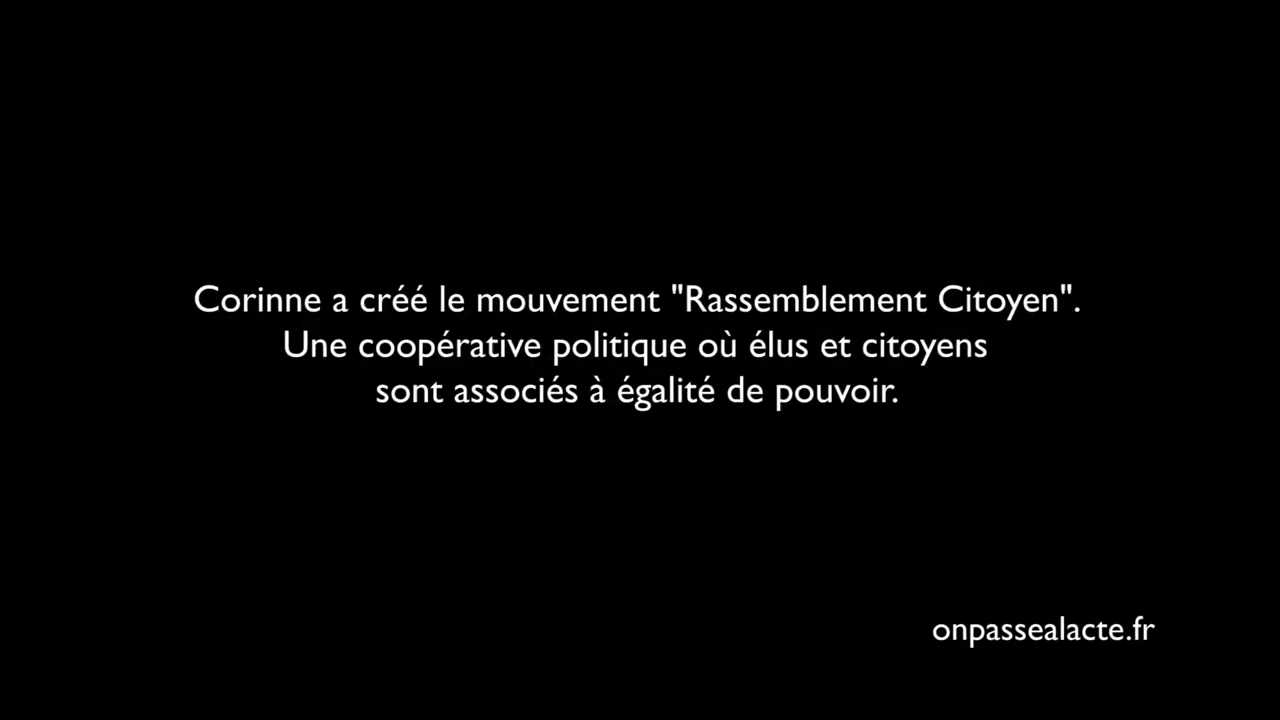 Corinne a créé le mouvement "Rassemblement Citoyen".
Une coopérative politique où élus et citoyens
sont associés à égalité de pouvoir.
onpassealacte.fr